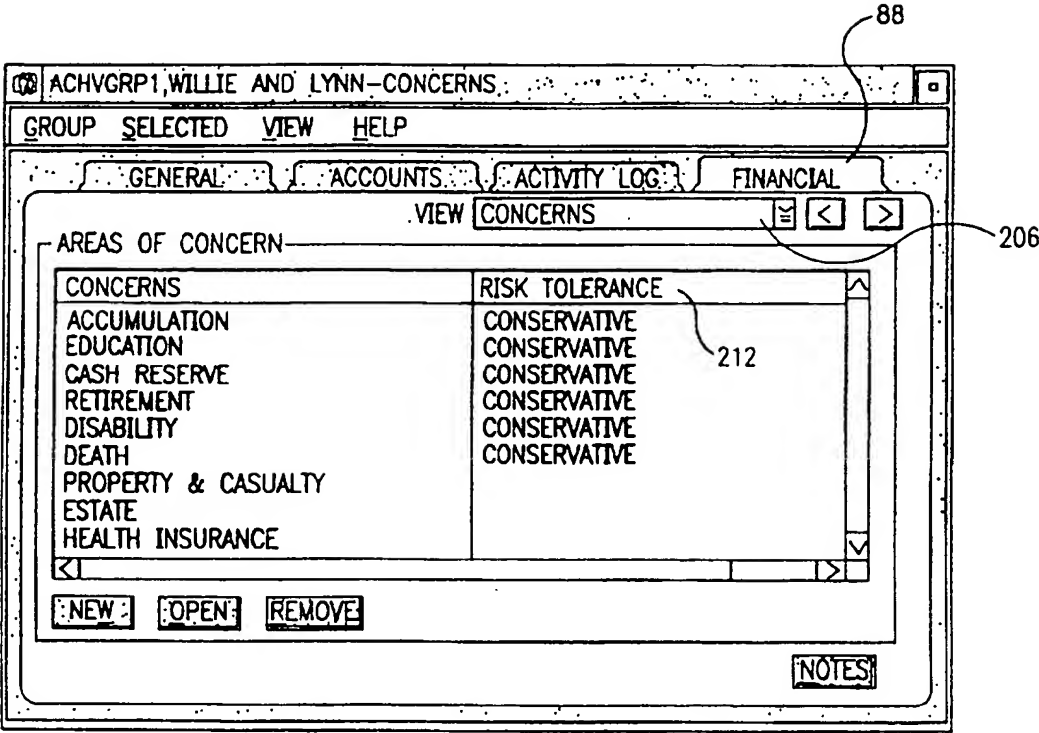 88
ACHVGRP1,WILLIE AND LYNN-CONCERNS
GROUP SELECTED VIEW HELP
GENERAL ACCOUNTS ACTIVITY LOG FINANCIAL
VIEW CONCERNS < >
206
AREAS OF CONCERN
CONCERNS RISK TOLERANCE
212
ACCUMULATION CONSERVATIVE
EDUCATION CONSERVATIVE
CASH RESERVE CONSERVATIVE
RETIREMENT CONSERVATIVE
DISABILITY CONSERVATIVE
DEATH CONSERVATIVE
PROPERTY & CASUALTY
ESTATE
HEALTH INSURANCE
NEW OPEN REMOVE
NOTES